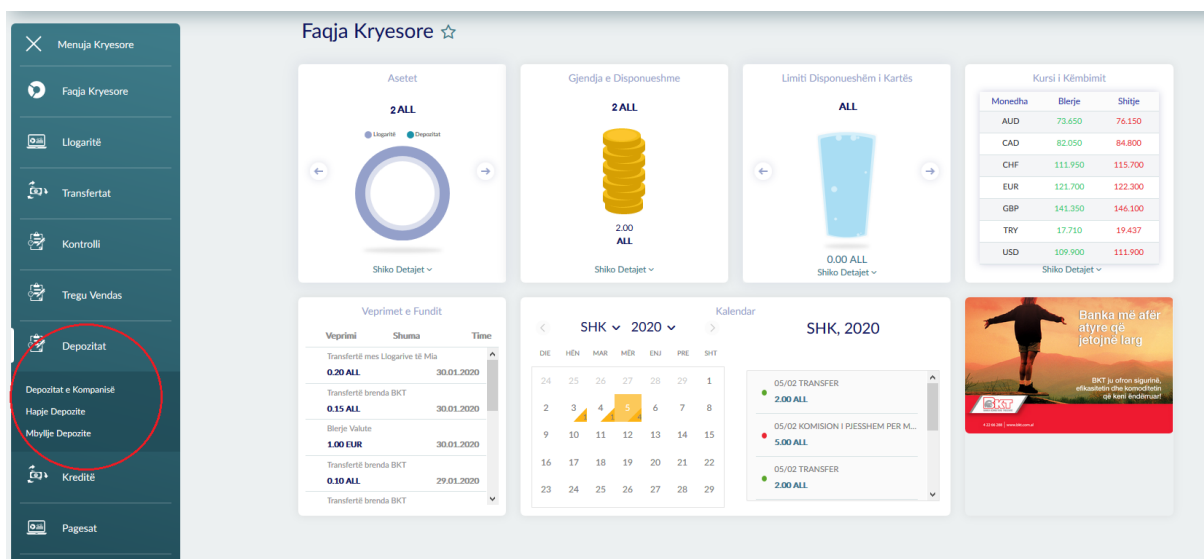 Menuja Kryesore
Faqja Kryesore
Llogaritë
Transfertat
Kontrolli
Tregu Vendas
Depozitat
Depozitat e Kompanisë
Hapje Depozite
Mbyllje Depozite
Kreditë
Pagesat
Faqja Kryesore
Asetet
2 ALL
Llogaritë Depozitat
Shiko Detajet
Gjendja e Disponueshme
2 ALL
2.00
ALL
Shiko Detajet
Limiti Disponueshëm i Kartës
ALL
0.00 ALL
Shiko Detajet
Kursi i Këmbimit
Monedha Blerje Shitje
AUD 73.650 76.150
CAD 82.050 84.800
CHF 111.950 115.700
EUR 121.700 122.300
GBP 141.350 146.100
TRY 17.710 19.437
USD 109.900 111.900
Shiko Detajet
Veprimet e Fundit
Veprimi Shuma Time
Transfertë mes Llogarive të Mia
0.20 ALL 30.01.2020
Transfertë brenda BKT
0.15 ALL 30.01.2020
Blerje Valute
1.00 EUR 30.01.2020
Transfertë brenda BKT
0.10 ALL 29.01.2020
Transfertë brenda BKT
Kalendar
SHK 2020
DIE HËN MAR MËR ENJ PRE SHT
24 25 26 27 28 29 1
2 3 4 5 6 7 8
9 10 11 12 13 14 15
16 17 18 19 20 21 22
23 24 25 26 27 28 29
SHK, 2020
05/02 TRANSFER
2.00 ALL
05/02 KOMISION I PJESSHEM PER M...
5.00 ALL
05/02 TRANSFER
2.00 ALL
Banka më afër
atyre që
jetojnë larg
BKT ju ofron sigurinë,
efikasitetin dhe komoditetin
që keni ëndërruar!
BKT